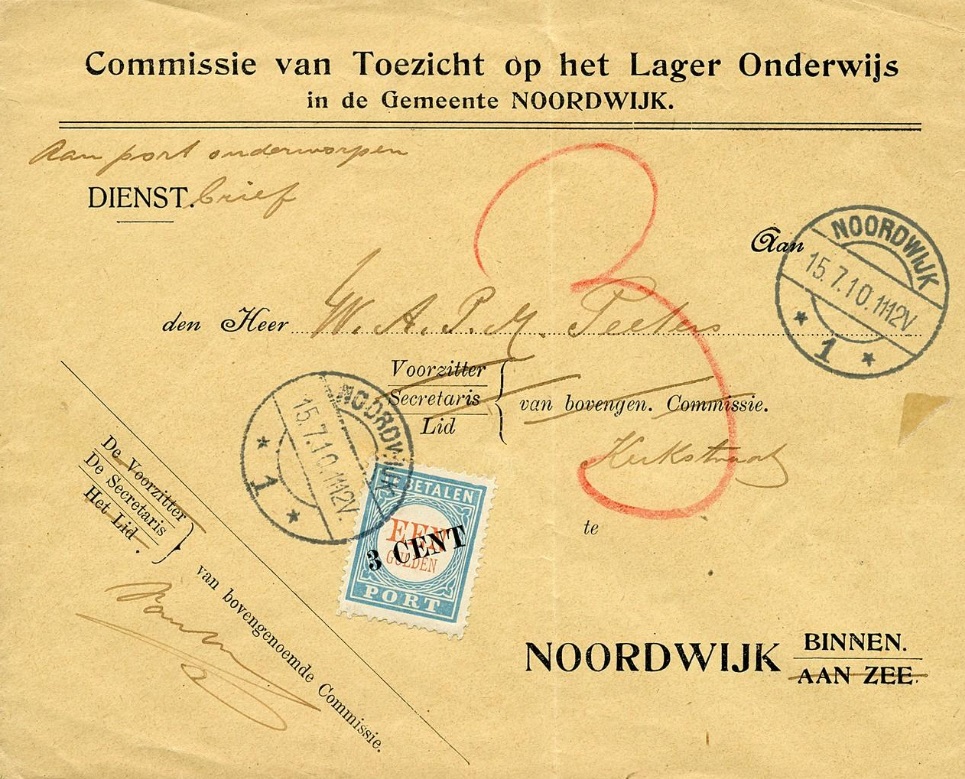 Commissie van Toezicht op het Lager Onderwijs
in de Gemeente NOORDWIJK.
Aan port onderworpen
DIENST. brief
Aan
NOORDWIJK
15.7.10.11-12V.
1
den Heer W. A. P. M. Peeters
Voorzitter
Secretaris
Lid
van bovengen. Commissie.
Kerkstraat
3
NOORDWIJK
15.7.10.11-12V.
1
TE BETALEN
EEN
GULDEN
3 CENT
PORT
te
NOORDWIJK
BINNEN.
AAN ZEE.
De Voorzitter
De Secretaris
Het Lid
van bovengenoemde Commissie.